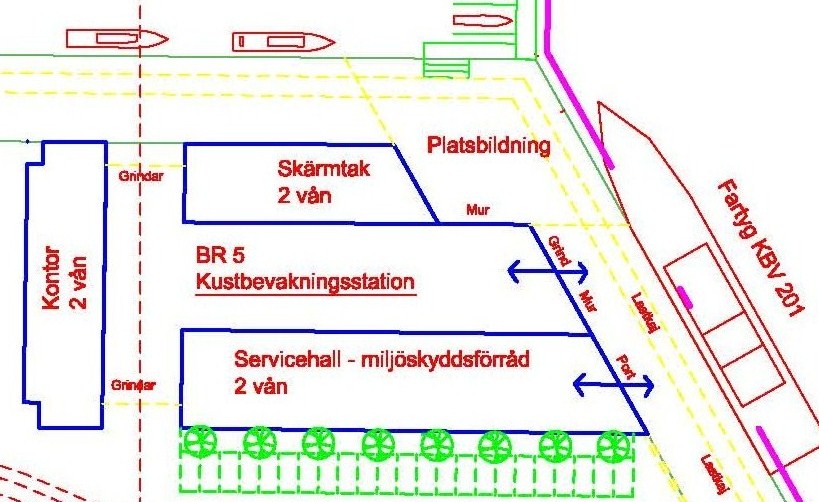 Platsbildning
Skärmtak
2 vån
Grindar
Mur
Fartyg KBV 201
Kontor
2 vån
BR 5
Kustbevakningsstation
Grind
Mur
Lastkaj
Servicehall - miljöskyddsförråd
2 vån
Port
Grindar
Lastkaj